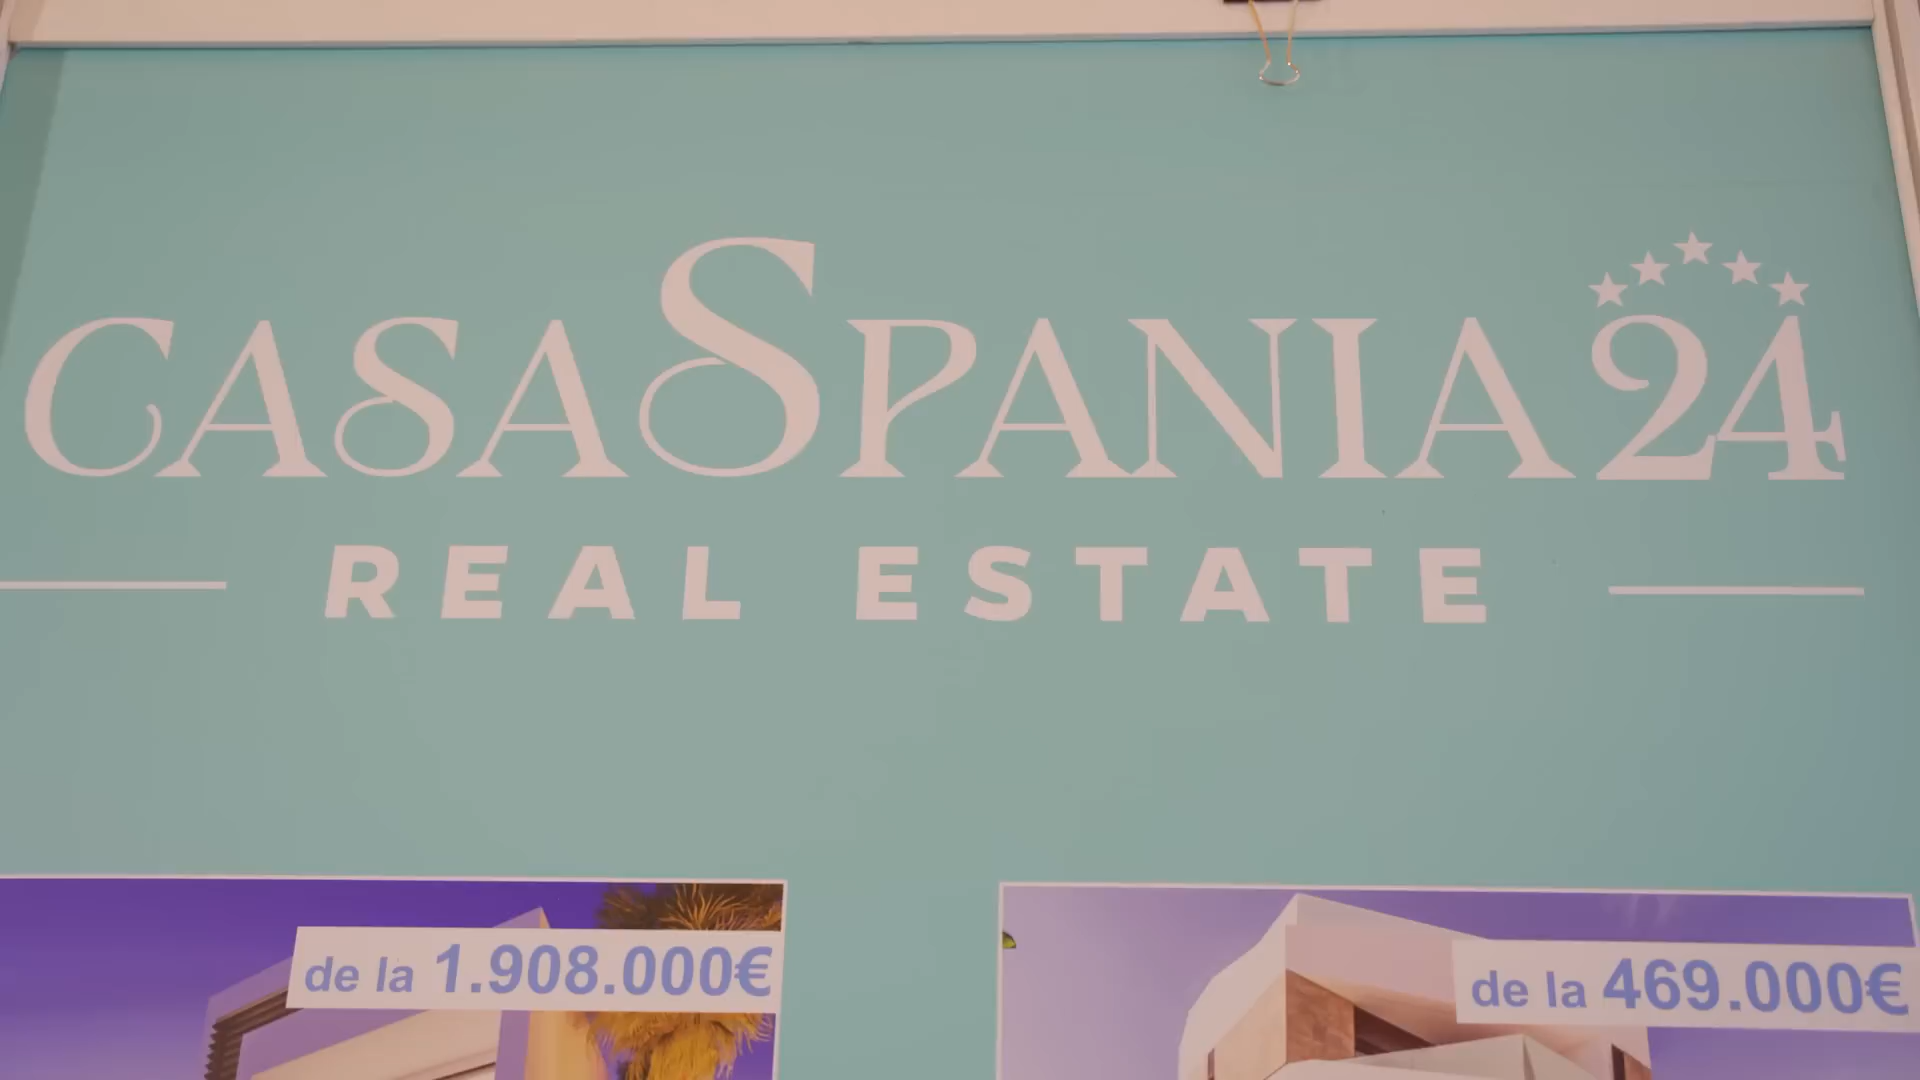 CASASPANIA24
REAL ESTATE
de la 1.908.000€
de la 469.000€